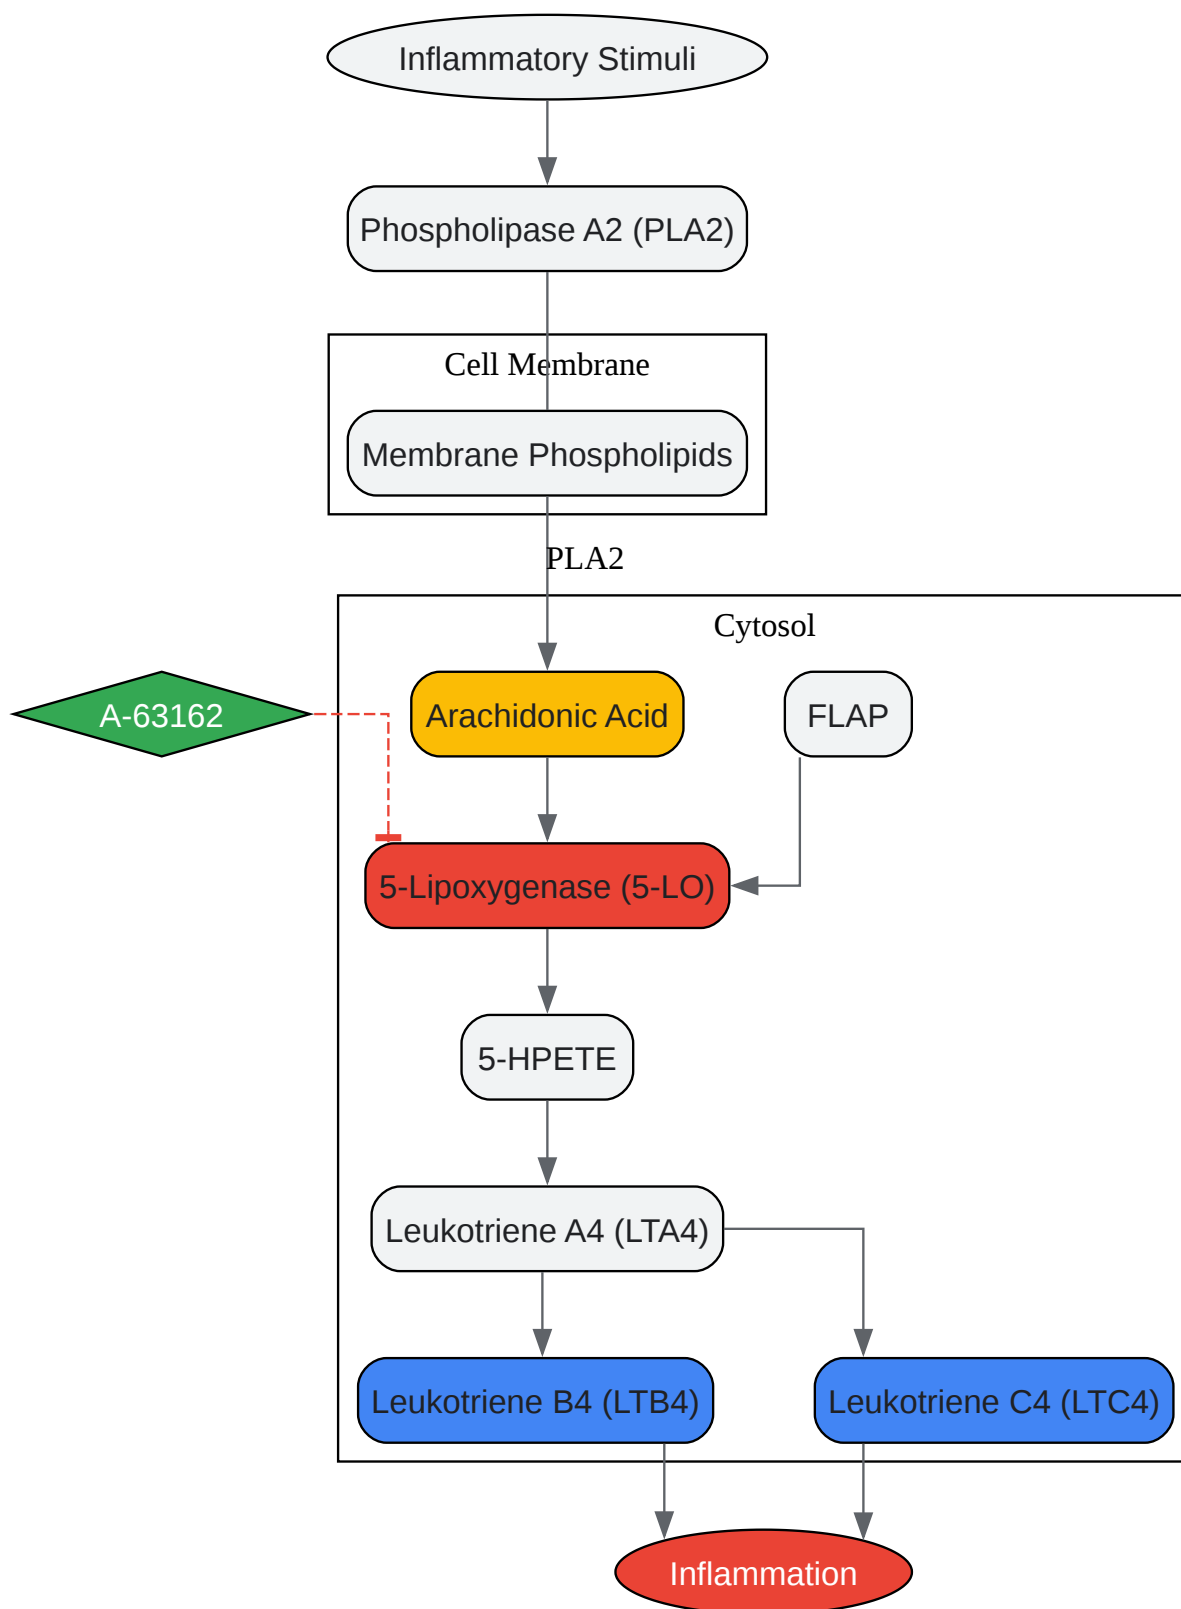 Inflammatory Stimuli
Phospholipase A2 (PLA2)
Cell Membrane
Membrane Phospholipids
PLA2
Cytosol
A-63162
Arachidonic Acid
FLAP
5-Lipoxygenase (5-LO)
5-HPETE
Leukotriene A4 (LTA4)
Leukotriene B4 (LTB4)
Leukotriene C4 (LTC4)
Inflammation